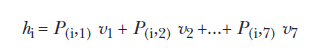 hᵢ = P₍ᵢ,₁₎ v₁ + P₍ᵢ,₂₎ v₂ +...+ P₍ᵢ,₇₎ v₇